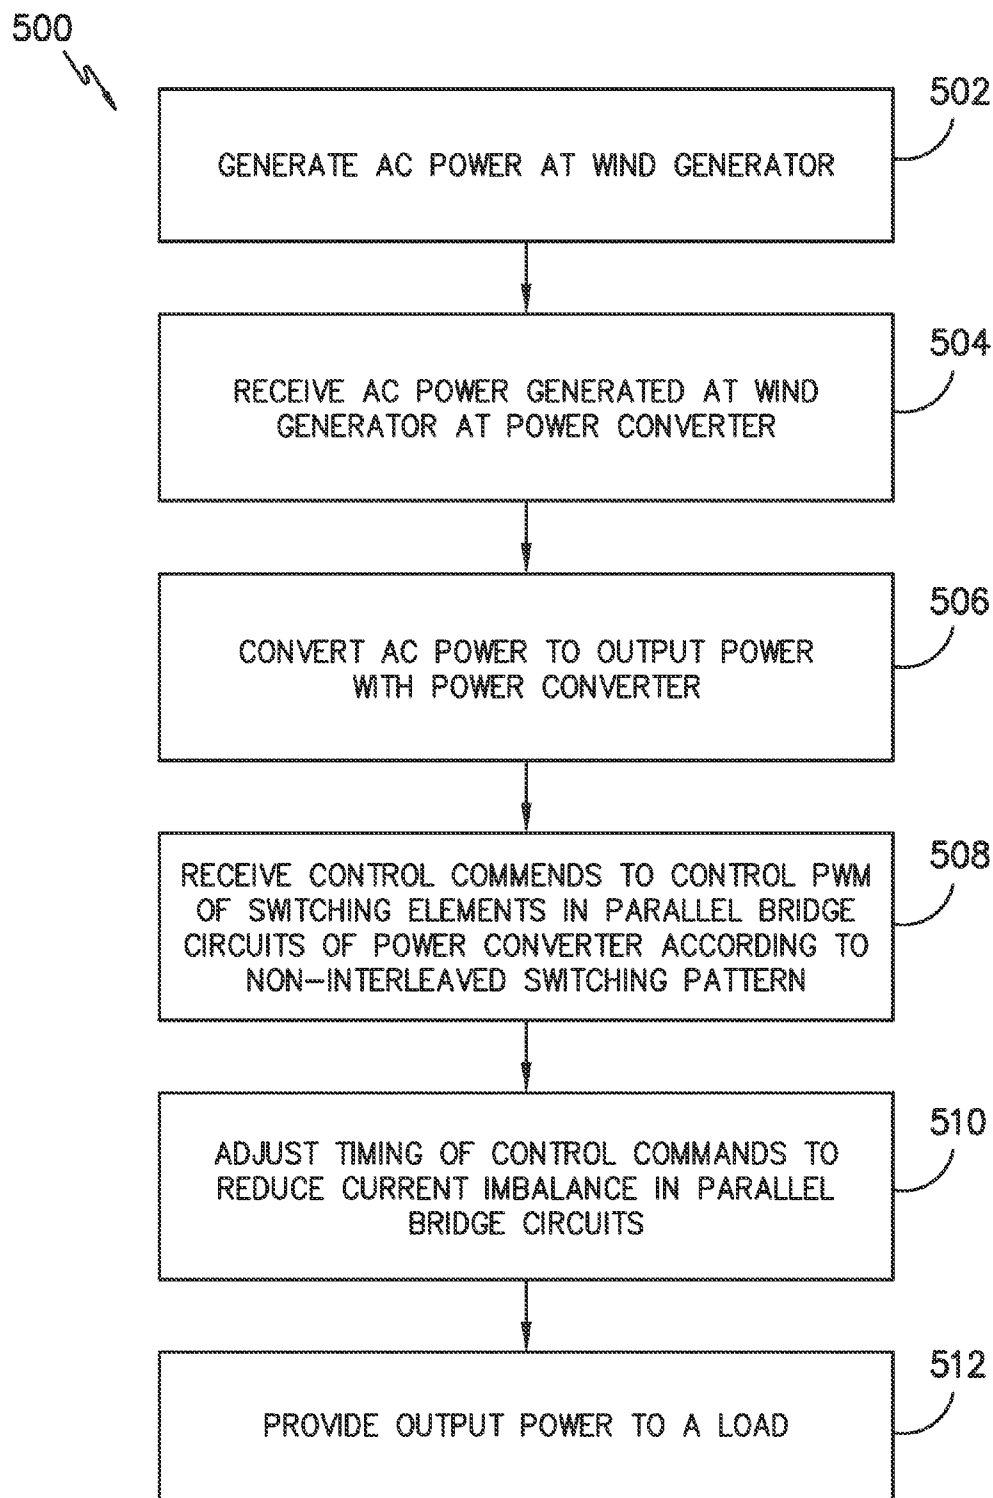 500
502
GENERATE AC POWER AT WIND GENERATOR
504
RECEIVE AC POWER GENERATED AT WIND
GENERATOR AT POWER CONVERTER
506
CONVERT AC POWER TO OUTPUT POWER
WITH POWER CONVERTER
508
RECEIVE CONTROL COMMENDS TO CONTROL PWM
OF SWITCHING ELEMENTS IN PARALLEL BRIDGE
CIRCUITS OF POWER CONVERTER ACCORDING TO
NON-INTERLEAVED SWITCHING PATTERN
510
ADJUST TIMING OF CONTROL COMMANDS TO
REDUCE CURRENT IMBALANCE IN PARALLEL
BRIDGE CIRCUITS
512
PROVIDE OUTPUT POWER TO A LOAD